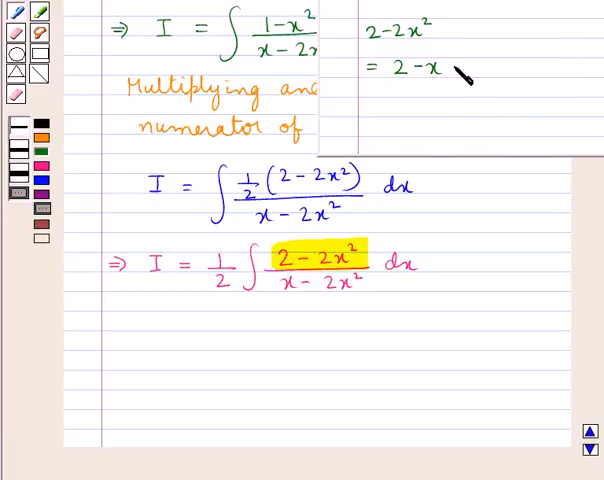 ⇒ I = ∫ 1-x² / x-2x
Multiplying and
numerator of
2-2x²
= 2-x
I = ∫ 1/2 (2-2x²) / x-2x² dx
⇒ I = 1/2 ∫ 2-2x² / x-2x² dx